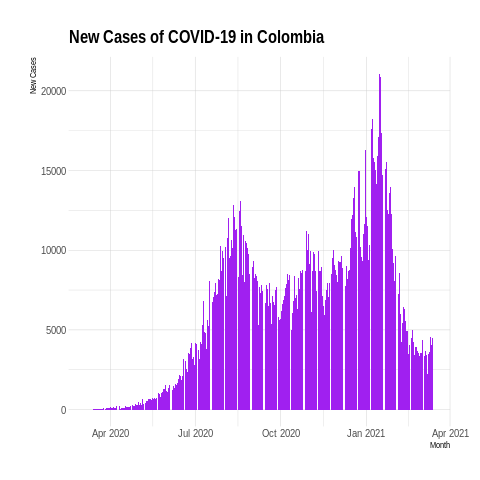 New Cases of COVID-19 in Colombia
New Cases
20000
15000
10000
5000
0
Apr 2020 Jul 2020 Oct 2020 Jan 2021 Apr 2021
Month